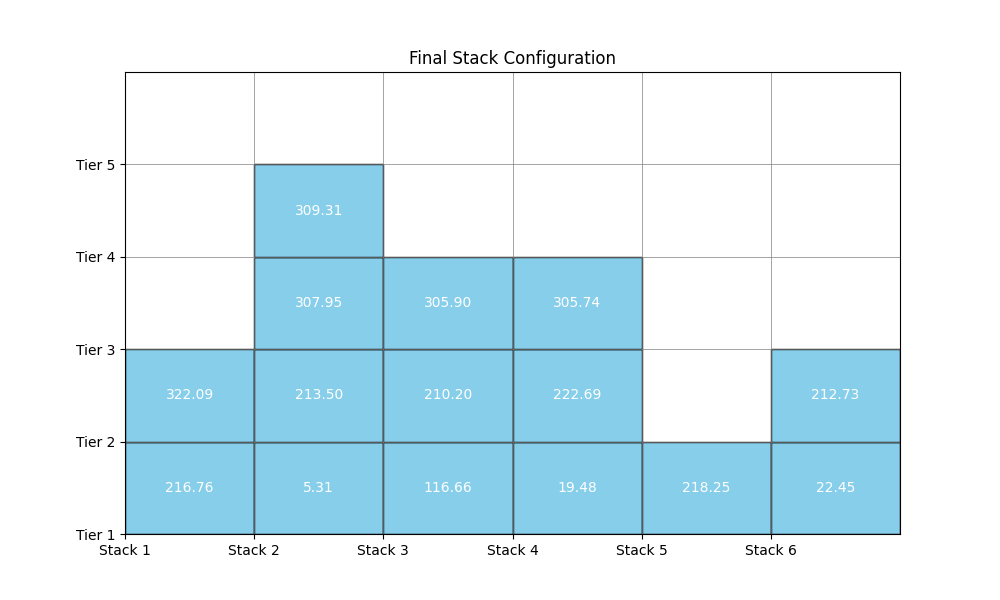 Final Stack Configuration
Tier 5
309.31
Tier 4
307.95 305.90 305.74
Tier 3
322.09 213.50 210.20 222.69 212.73
Tier 2
216.76 5.31 116.66 19.48 218.25 22.45
Tier 1
Stack 1 Stack 2 Stack 3 Stack 4 Stack 5 Stack 6